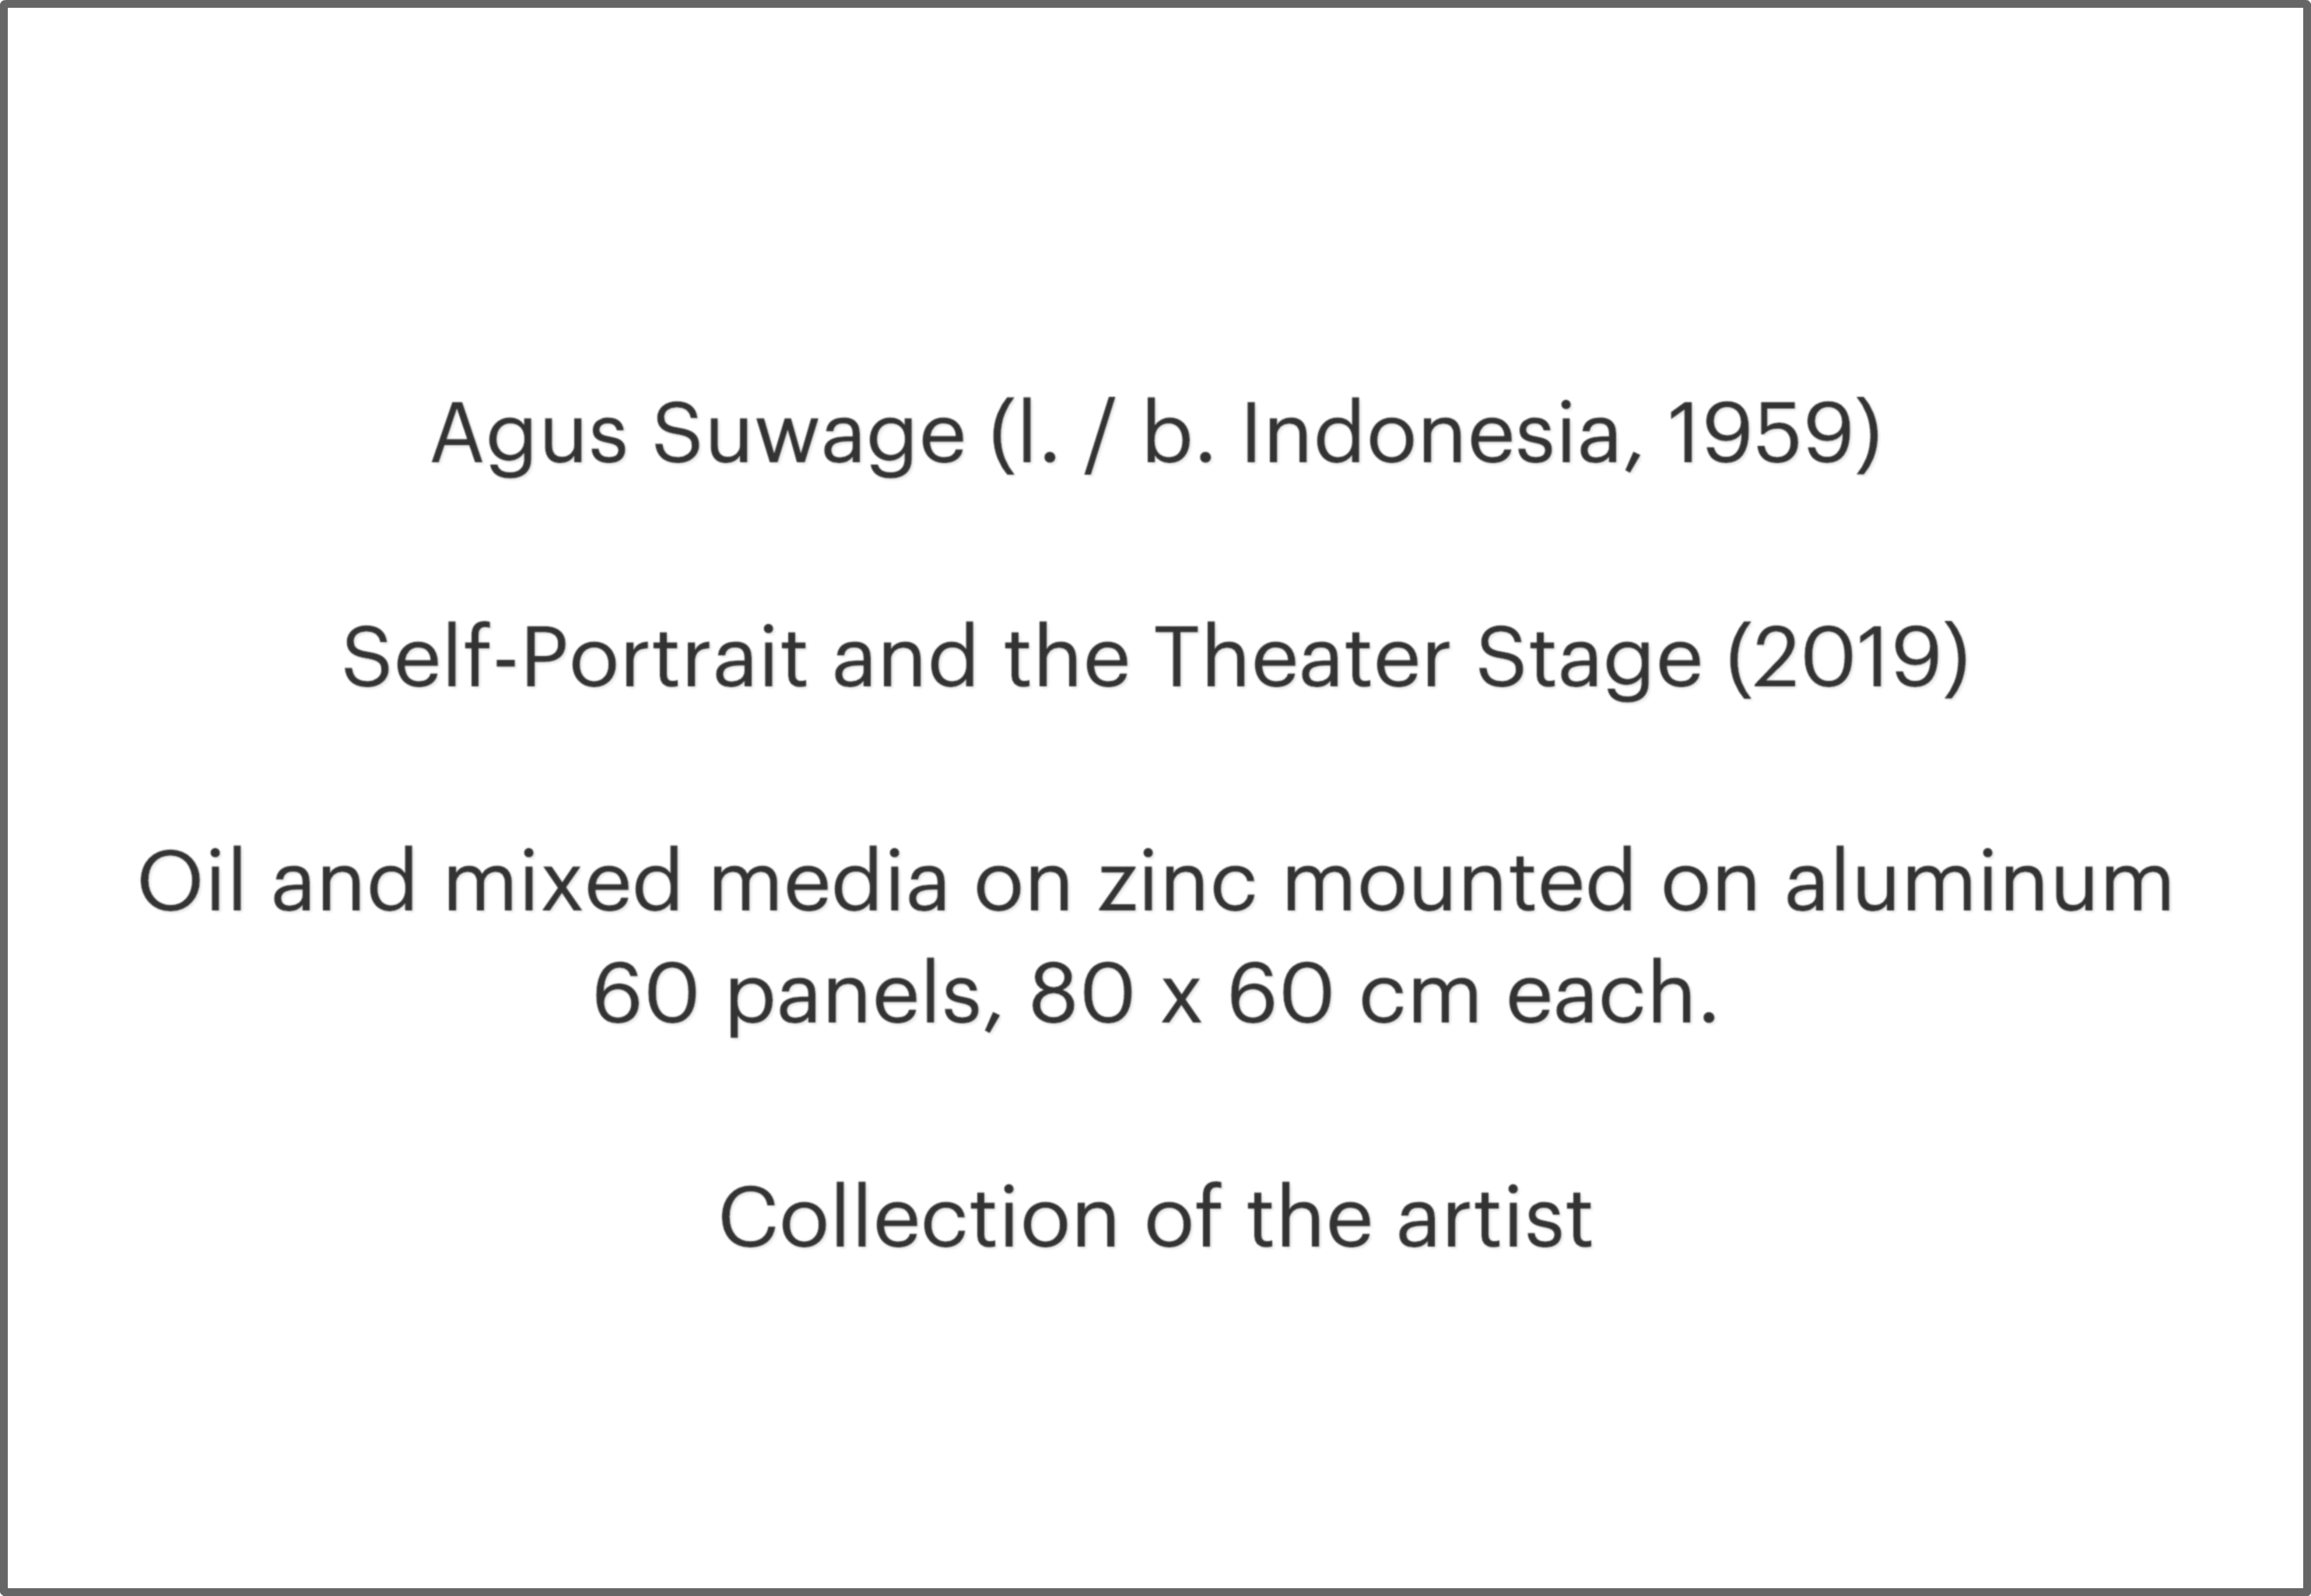 Agus Suwage (l. / b. Indonesia, 1959)
Self-Portrait and the Theater Stage (2019)
Oil and mixed media on zinc mounted on aluminum
60 panels, 80 x 60 cm each.
Collection of the artist